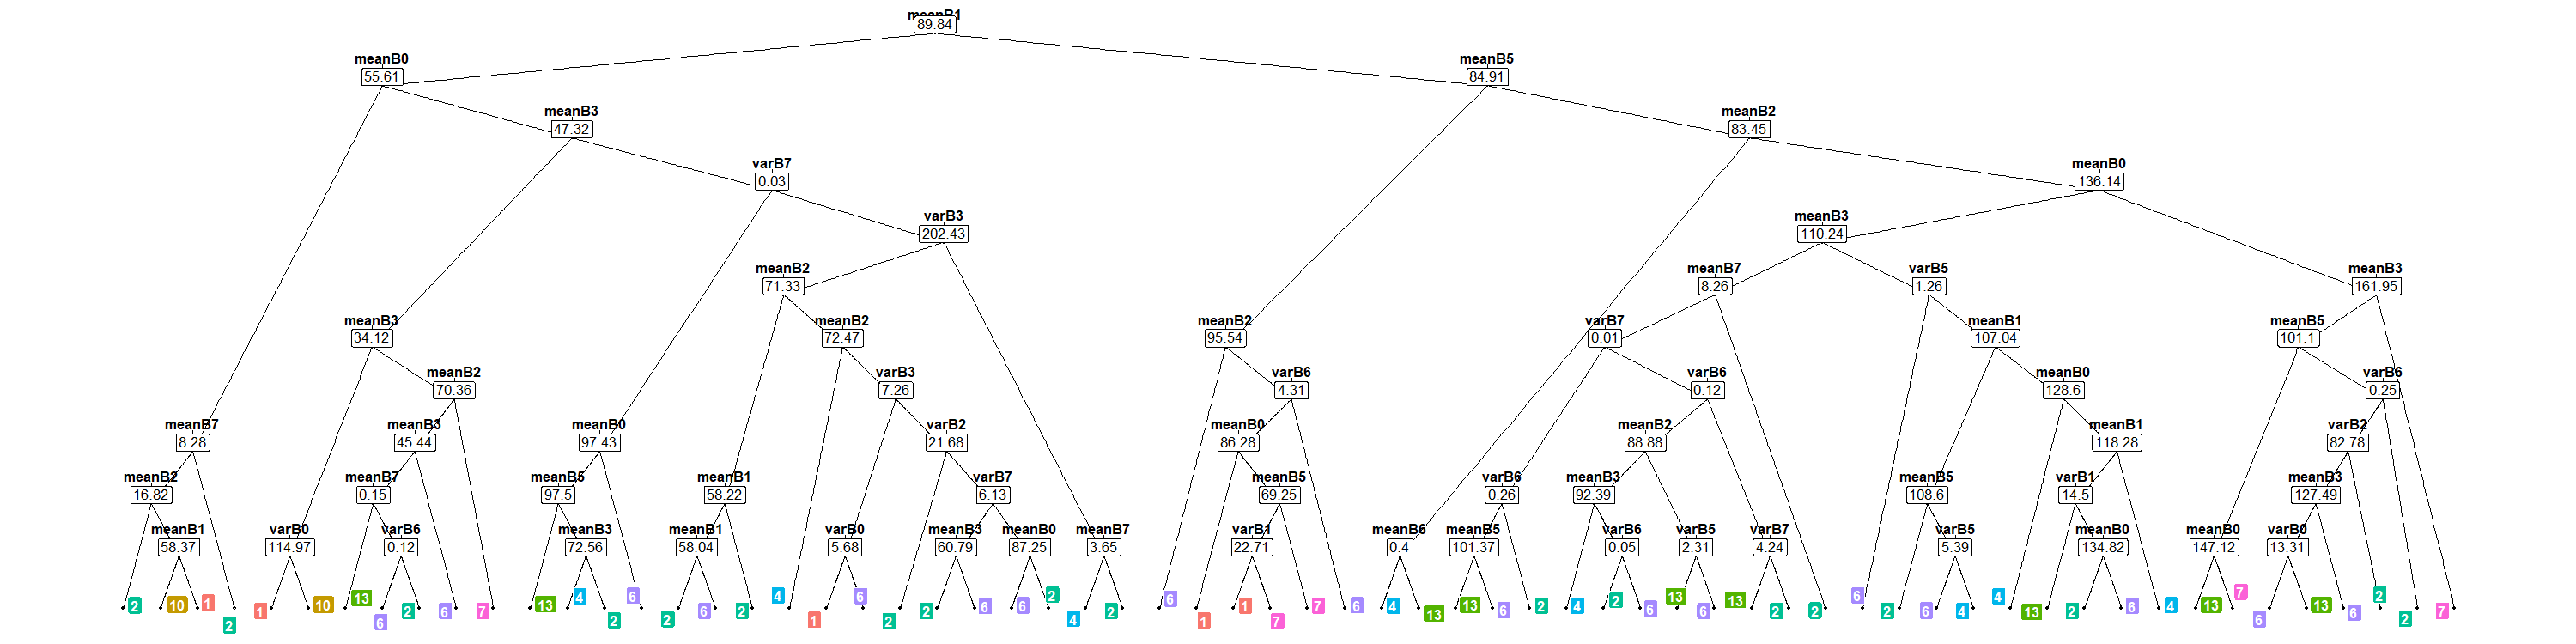 meanB1
89.84
meanB0
55.61
meanB5
84.91
meanB3
47.32
meanB2
83.45
varB7
0.03
meanB0
136.14
varB3
202.43
meanB3
110.24
meanB2
71.33
meanB7
8.26
varB5
1.26
meanB3
161.95
meanB3
34.12
meanB2
72.47
meanB2
95.54
varB7
0.01
meanB1
107.04
meanB5
101.1
meanB2
70.36
varB3
7.26
varB6
4.31
varB6
0.12
meanB0
128.6
varB6
0.25
meanB7
8.28
meanB3
45.44
meanB0
97.43
varB2
21.68
meanB0
86.28
meanB2
88.88
meanB1
118.28
varB2
82.78
meanB2
16.82
meanB7
0.15
meanB5
97.5
meanB1
58.22
varB7
6.13
meanB5
69.25
varB6
0.26
meanB3
92.39
meanB5
108.6
varB1
14.5
meanB3
127.49
meanB1
58.37
varB0
114.97
varB6
0.12
meanB3
72.56
meanB1
58.04
varB0
5.68
meanB3
60.79
meanB0
87.25
meanB7
3.65
varB1
22.71
meanB6
0.4
meanB5
101.37
varB6
0.05
varB5
2.31
varB7
4.24
varB5
5.39
meanB0
134.82
meanB0
147.12
varB0
13.31
2
10
1
2
1
10
13
6
2
6
7
13
4
2
6
2
6
2
4
1
6
2
2
6
6
2
4
2
6
1
1
7
7
6
4
13
13
6
2
4
2
6
13
6
13
2
2
6
2
6
4
4
13
2
6
4
13
7
6
13
6
2
2
7